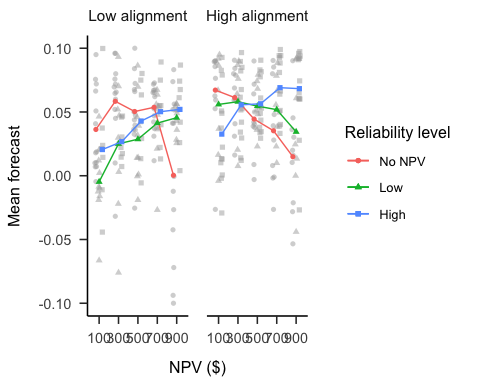 Low alignment High alignment
0.10
0.05
0.00
-0.05
-0.10
Mean forecast
100 300 500 700 900 100 300 500 700 900
NPV ($)
Reliability level
No NPV
Low
High